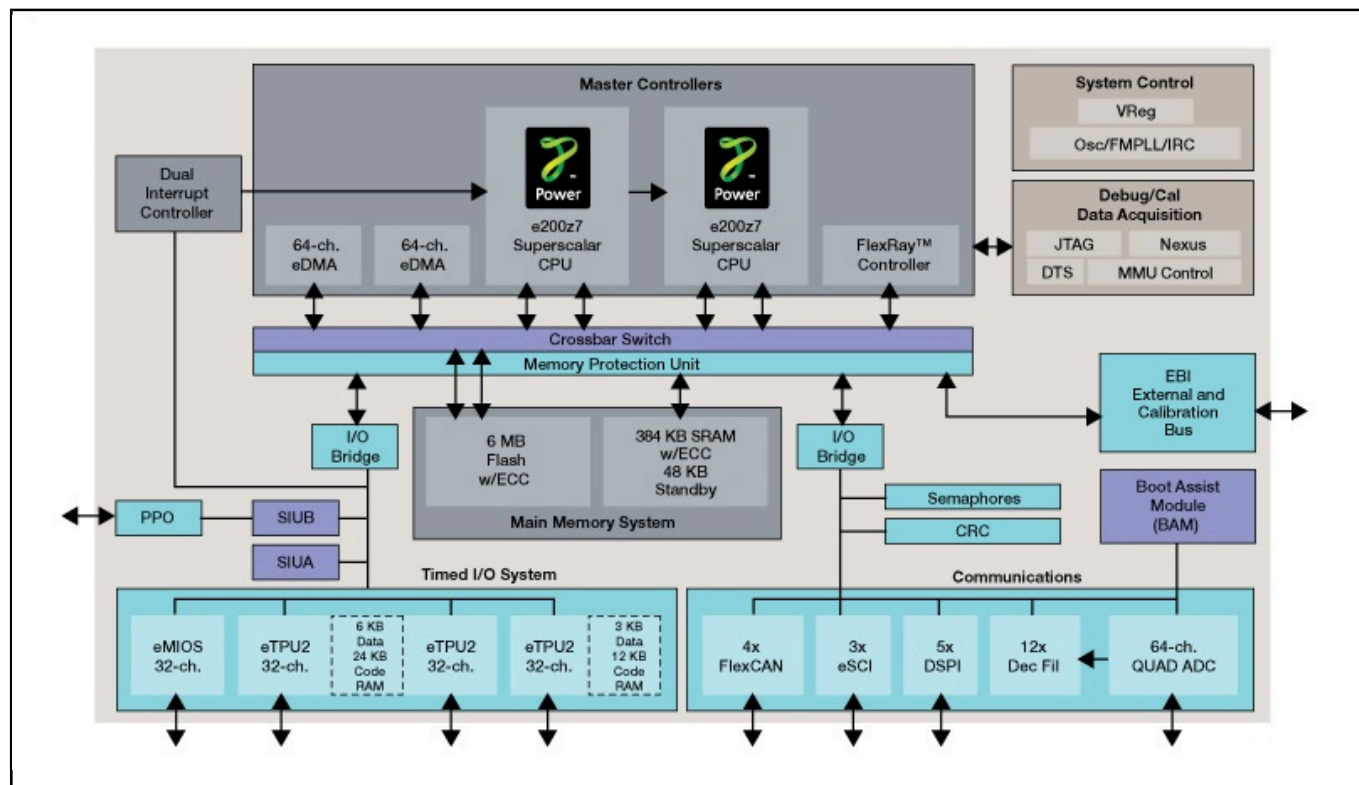 Master Controllers
Power
™
e200z7
Superscalar
CPU
Power
™
e200z7
Superscalar
CPU
64-ch.
eDMA
64-ch.
eDMA
FlexRay™
Controller
Dual
Interrupt
Controller
System Control
VReg
Osc/FMPLL/IRC
Debug/Cal
Data Acquisition
JTAG
Nexus
DTS
MMU Control
Crossbar Switch
Memory Protection Unit
I/O
Bridge
6 MB
Flash
w/ECC
384 KB SRAM
w/ECC
48 KB
Standby
Main Memory System
I/O
Bridge
EBI
External and
Calibration
Bus
Semaphores
CRC
Boot Assist
Module
(BAM)
PPO
SIUB
SIUA
Timed I/O System
eMIOS
32-ch.
eTPU2
32-ch.
6 KB
Data
24 KB
Code
RAM
eTPU2
32-ch.
eTPU2
32-ch.
3 KB
Data
12 KB
Code
RAM
Communications
4x
FlexCAN
3x
eSCI
5x
DSPI
12x
Dec Fil
64-ch.
QUAD ADC